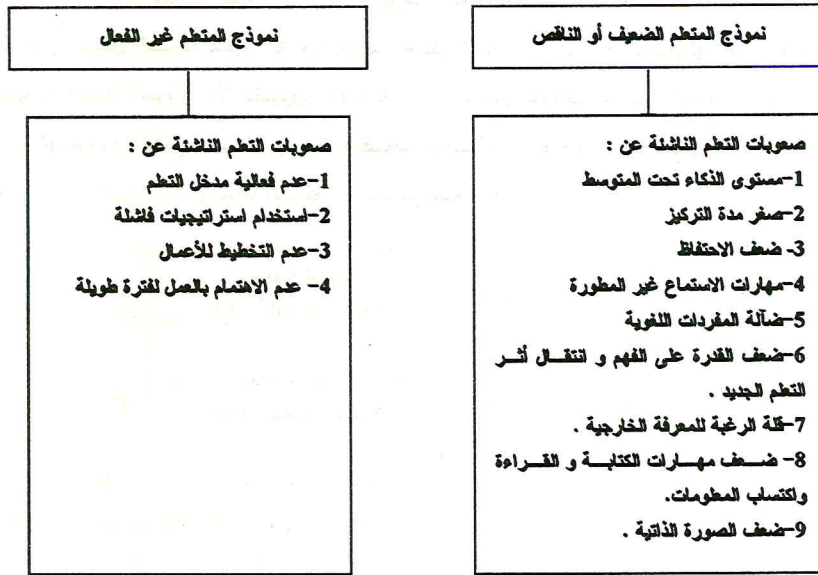 نموذج المتعلم الضعيف أو الناقص
صعوبات التعلم الناشئة عن :
1-مستوى الذكاء تحت المتوسط
2-صغر مدة التركيز
3- ضعف الاحتفاظ
4-مهارات الاستماع غير المطورة
5-ضآلة المفردات اللغوية
6-ضعف القدرة على الفهم و انتقال أثر
التعلم الجديد .
7-قلة الرغبة للمعرفة الخارجية .
8- ضعف مهارات الكتابة و القراءة
واكتساب المعلومات.
9-ضعف الصورة الذاتية .
نموذج المتعلم غير الفعال
صعوبات التعلم الناشئة عن :
1-عدم فعالية مدخل التعلم
2-استخدام استراتيجيات فاشلة
3-عدم التخطيط للأعمال
4- عدم الاهتمام بالعمل لفترة طويلة